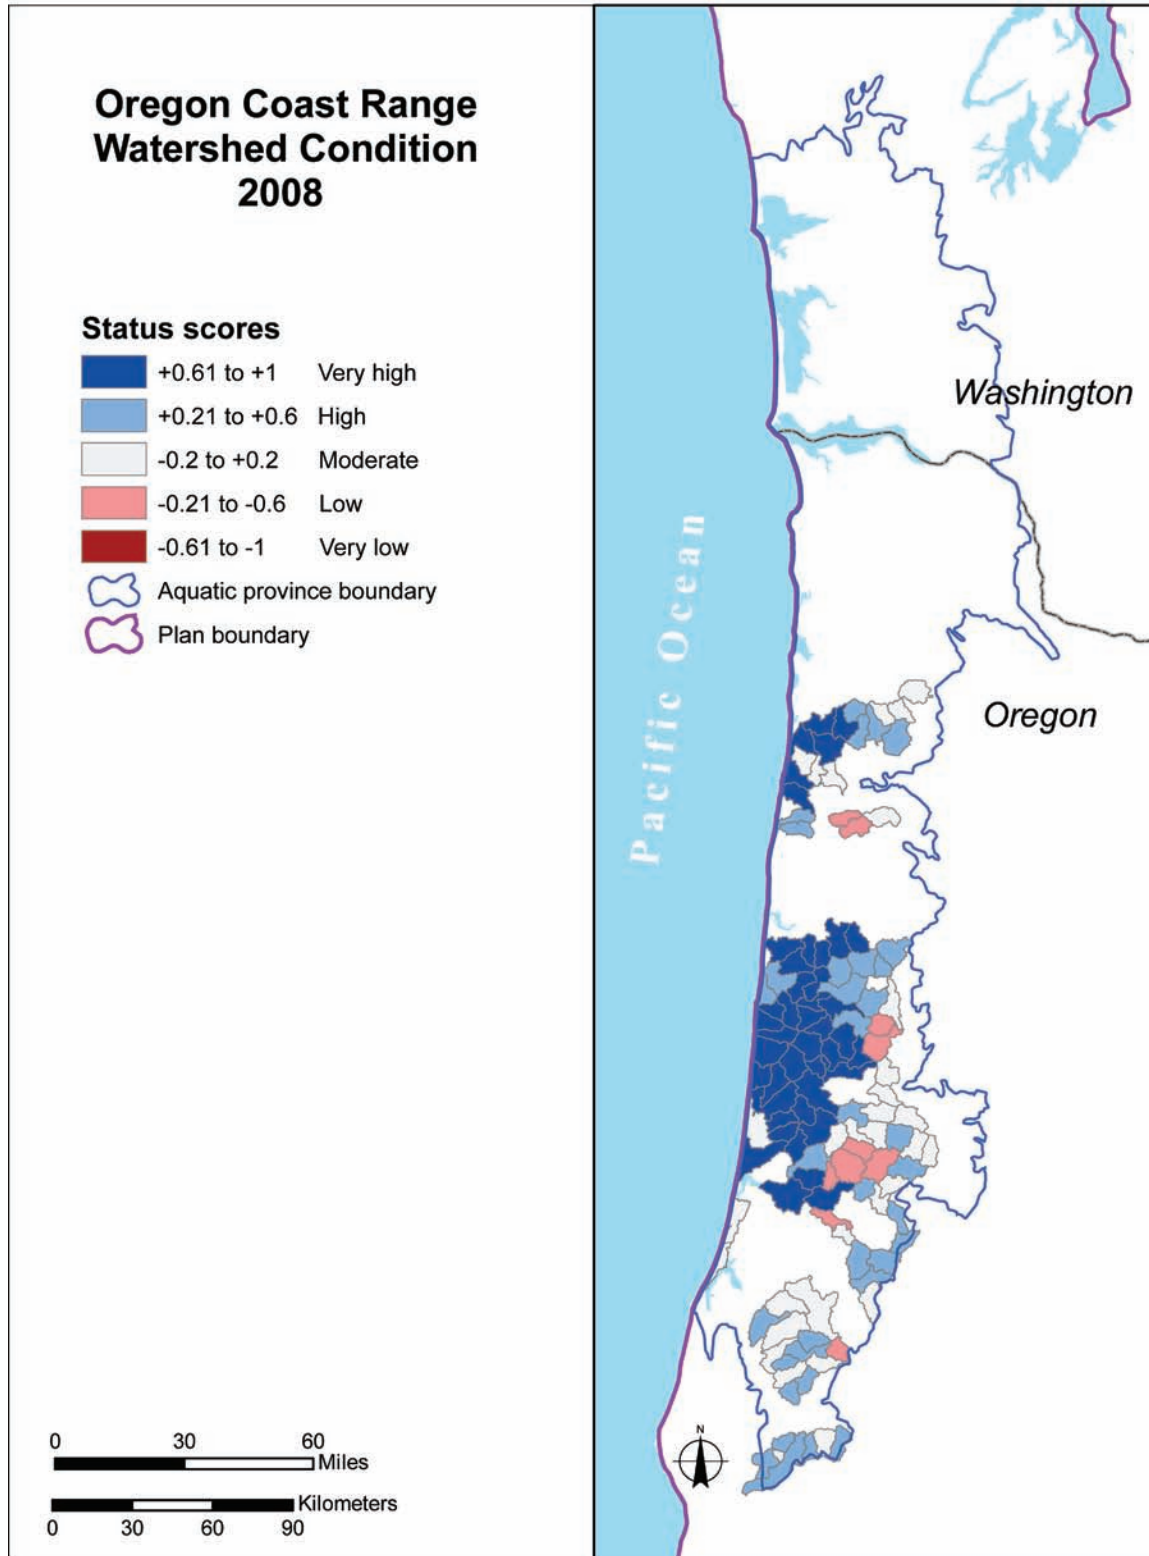 Oregon Coast Range
Watershed Condition
2008
Status scores
+0.61 to +1 Very high
+0.21 to +0.6 High
-0.2 to +0.2 Moderate
-0.21 to -0.6 Low
-0.61 to -1 Very low
Aquatic province boundary
Plan boundary
Washington
Oregon
Pacific Ocean
N
0 30 60
Miles
Kilometers
0 30 60 90